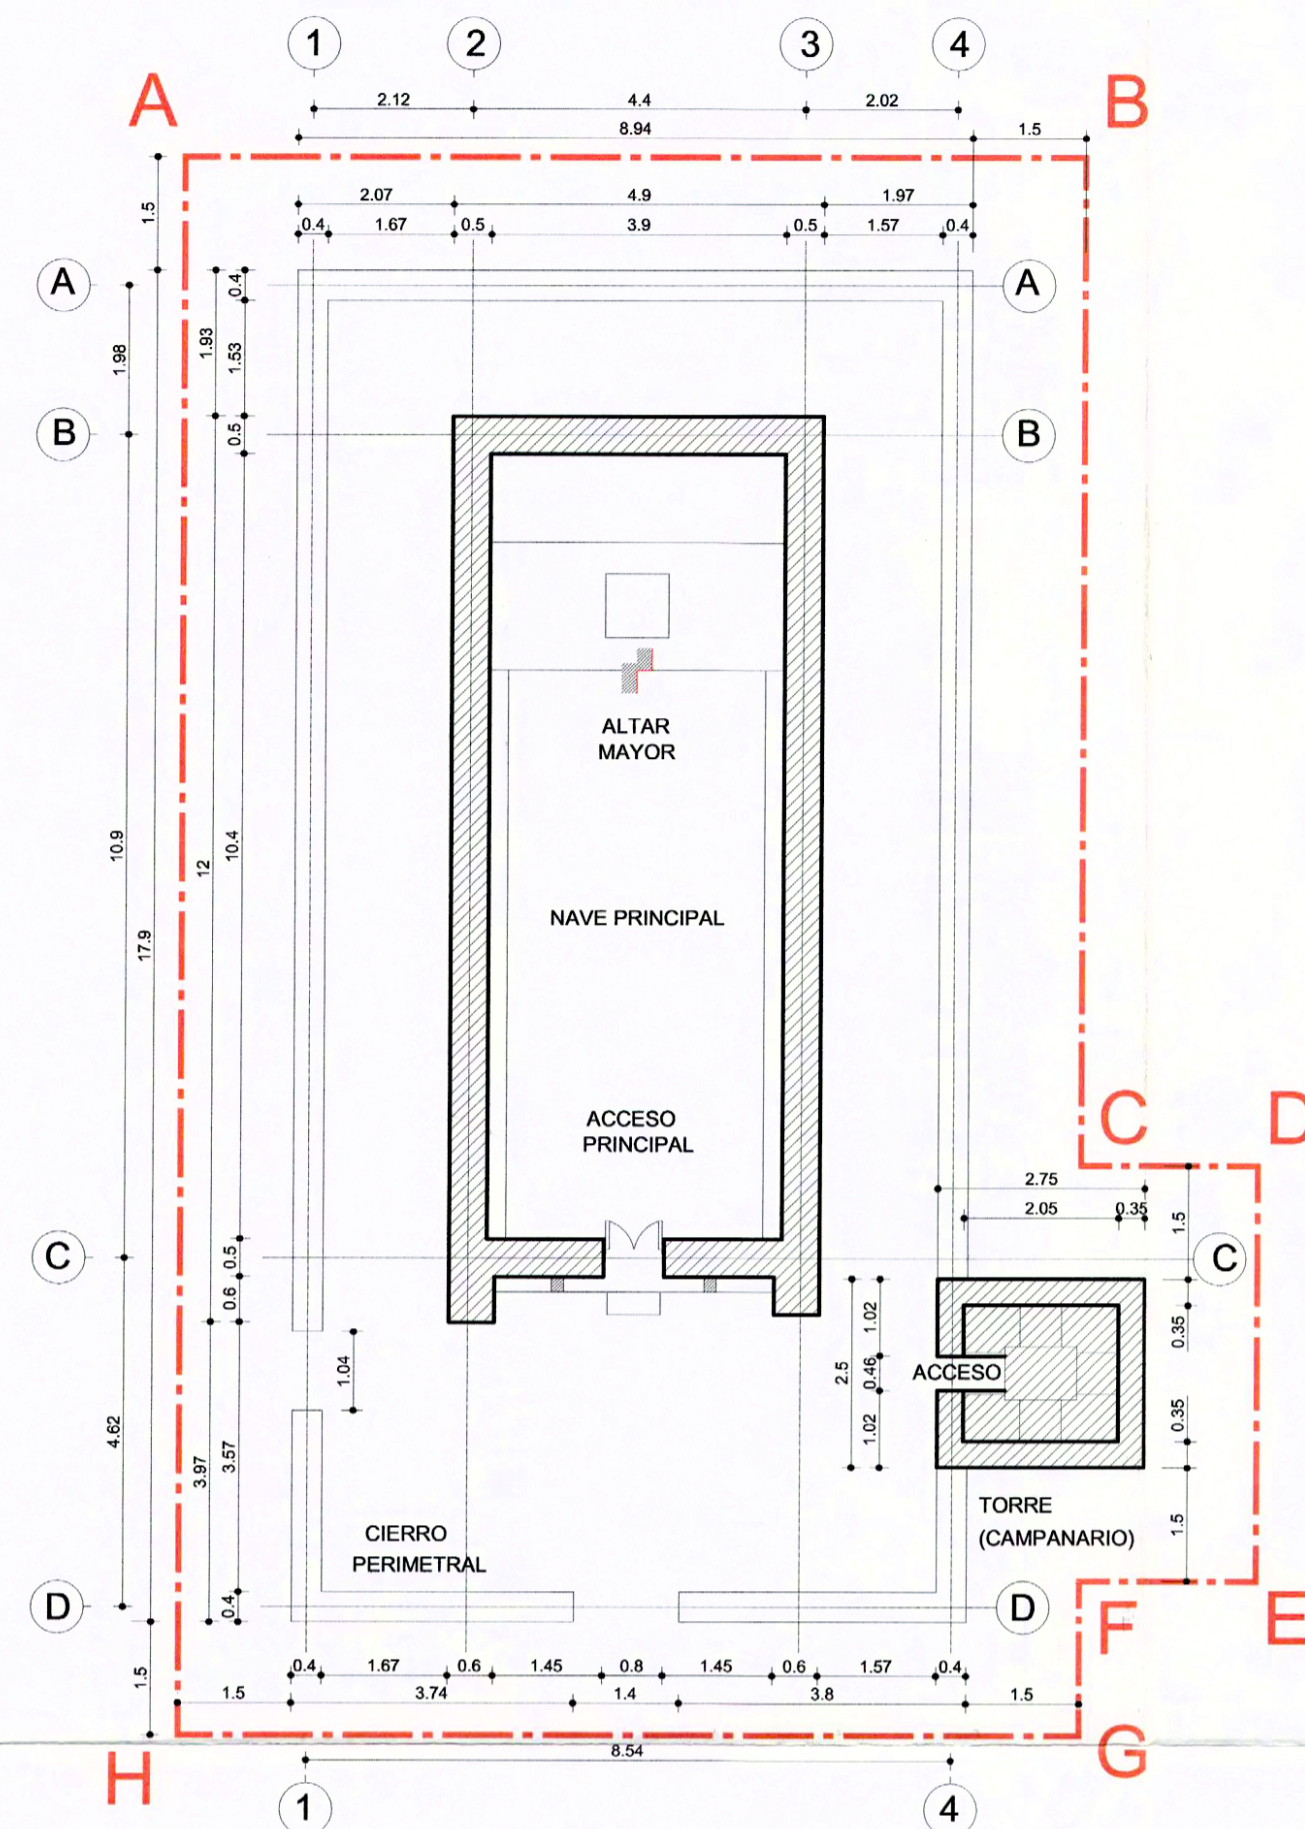 1 2 3 4
A B
2.12 4.4 2.02
8.94 1.5
2.07 4.9 1.97
0.4 1.67 0.5 3.9 0.5 1.57 0.4
1.5
A A
0.4
1.93
1.53
1.98
B B
0.5
ALTAR
MAYOR
10.9
12
10.4
17.9
NAVE PRINCIPAL
ACCESO
PRINCIPAL
C D
2.75
2.05 0.35
1.5
C C
0.5
0.6
1.04
2.5
1.02
0.46
1.02
ACCESO
0.35
0.35
4.62
3.97
3.57
TORRE
(CAMPANARIO)
1.5
CIERRO
PERIMETRAL
D D
0.4
F E
0.4 1.67 0.6 1.45 0.8 1.45 0.6 1.57 0.4
1.5
1.5 3.74 1.4 3.8 1.5
H G
8.54
1 4